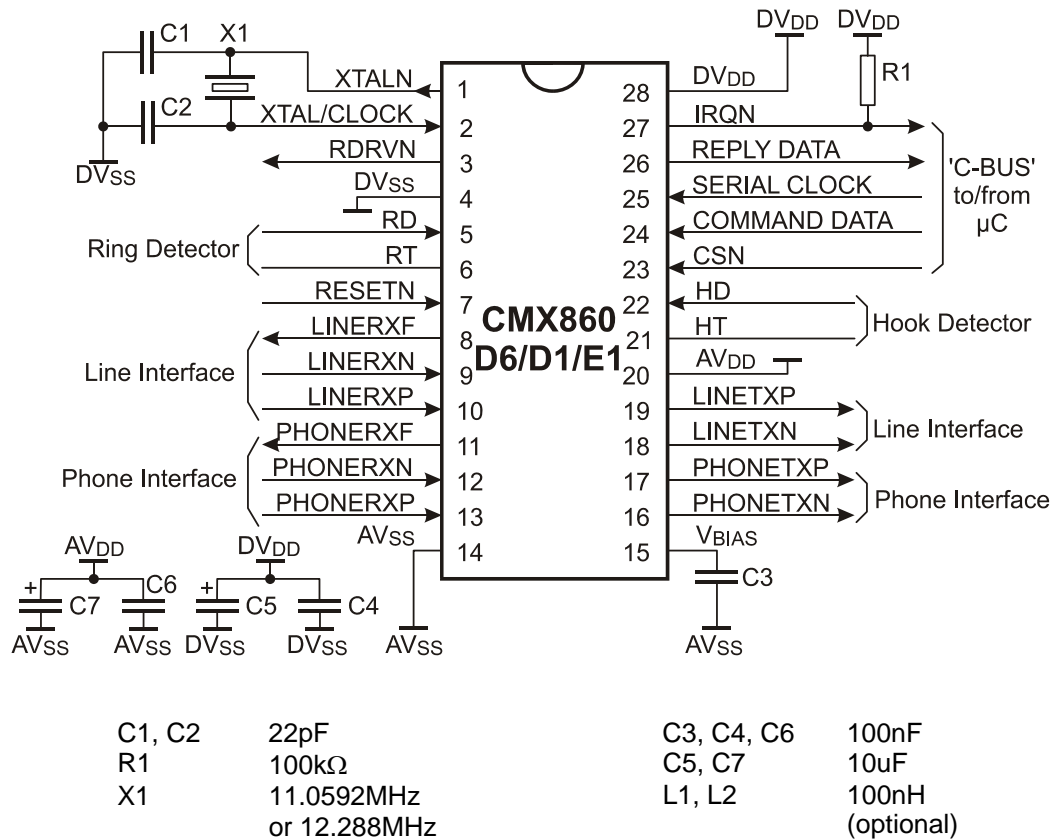 C1
X1
C2
DVSS
XTALN
XTAL/CLOCK
RDRVN
DVSS
RD
RT
Ring Detector
RESETN
LINERXF
LINERXN
LINERXP
Line Interface
PHONERXF
PHONERXN
PHONERXP
Phone Interface
AVSS
AVSS
1
2
3
4
5
6
7
8
9
10
11
12
13
14
CMX860
D6/D1/E1
28
27
26
25
24
23
22
21
20
19
18
17
16
15
DVDD
DVDD
DVDD
R1
IRQN
REPLY DATA
SERIAL CLOCK
COMMAND DATA
CSN
'C-BUS'
to/from
µC
HD
HT
Hook Detector
AVDD
LINETXP
LINETXN
Line Interface
PHONETXP
PHONETXN
Phone Interface
VBIAS
C3
AVSS
AVDD
+
C7
C6
AVSS
AVSS
DVDD
+
C5
C4
DVSS
DVSS
C1, C2 22pF
R1 100kΩ
X1 11.0592MHz
or 12.288MHz
C3, C4, C6 100nF
C5, C7 10uF
L1, L2 100nH
(optional)